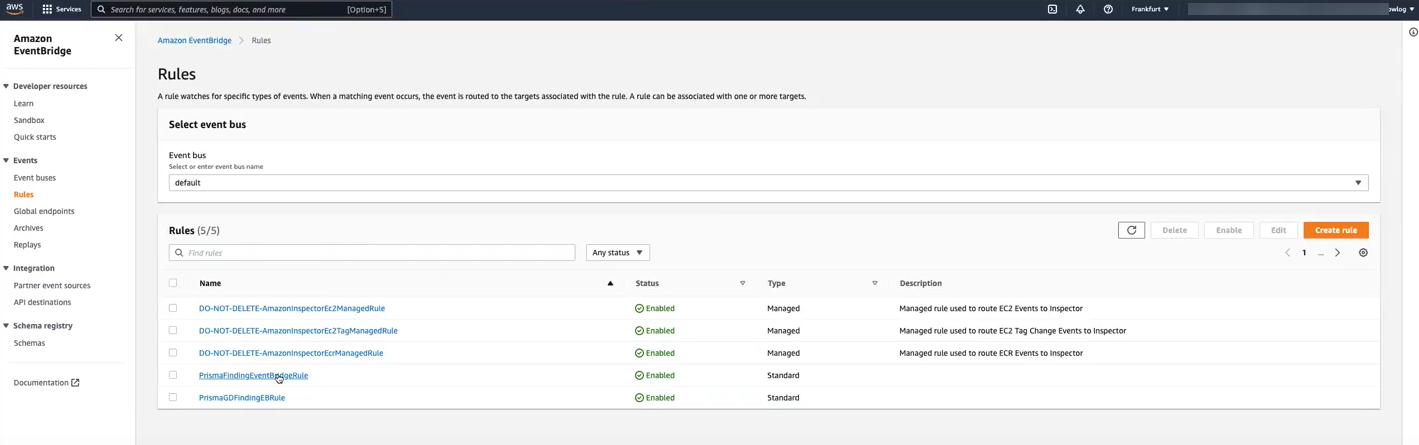 aws Services Search for services, features, blogs, docs, and more [Option+S] Frankfurt owlog
Amazon EventBridge
Developer resources
Learn
Sandbox
Quick starts
Events
Event buses
Rules
Global endpoints
Archives
Replays
Integration
Partner event sources
API destinations
Schema registry
Schemas
Documentation
Amazon EventBridge > Rules
Rules
A rule watches for specific types of events. When a matching event occurs, the event is routed to the targets associated with the rule. A rule can be associated with one or more targets.
Select event bus
Event bus
Select or enter event bus name
default
Rules (5/5) Delete Enable Edit Create rule
Find rules Any status 1 ...
Name Status Type Description
DO-NOT-DELETE-AmazonInspectorEc2ManagedRule Enabled Managed Managed rule used to route EC2 Events to Inspector
DO-NOT-DELETE-AmazonInspectorEc2TagManagedRule Enabled Managed Managed rule used to route EC2 Tag Change Events to Inspector
DO-NOT-DELETE-AmazonInspectorEcrManagedRule Enabled Managed Managed rule used to route ECR Events to Inspector
PrismaFindingEventBridgeRule Enabled Standard
PrismaGDFindingEBRule Enabled Standard